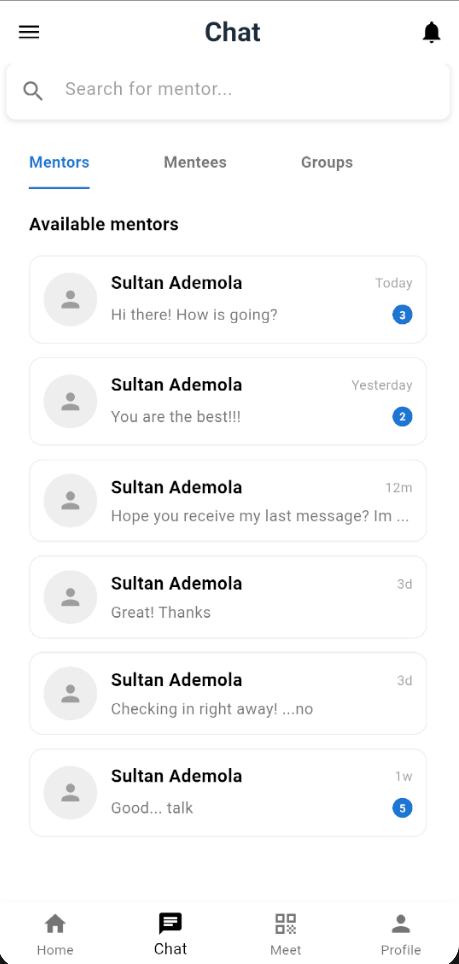 Chat
Search for mentor...
Mentors Mentees Groups
Available mentors
Sultan Ademola Today
Hi there! How is going? 3
Sultan Ademola Yesterday
You are the best!!! 2
Sultan Ademola 12m
Hope you receive my last message? Im ...
Sultan Ademola 3d
Great! Thanks
Sultan Ademola 3d
Checking in right away! ...no
Sultan Ademola 1w
Good... talk 5
Home Chat Meet Profile